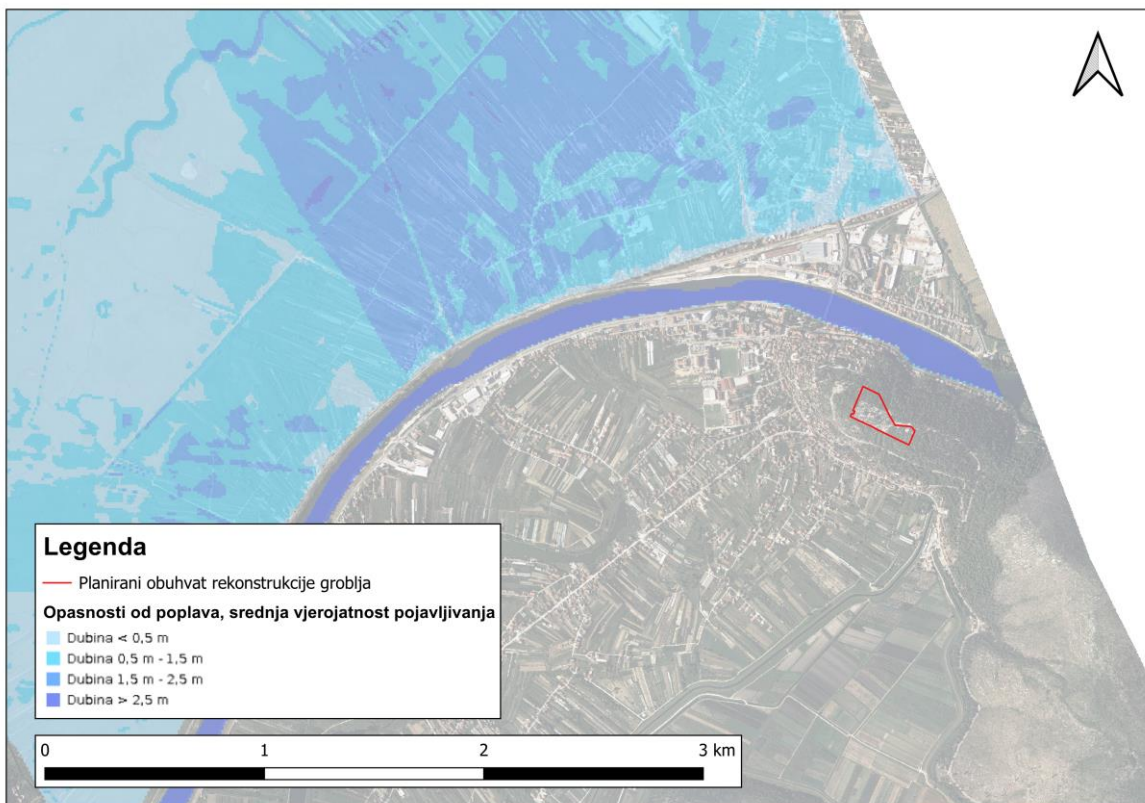 Legenda
Planirani obuhvat rekonstrukcije groblja
Opasnosti od poplava, srednja vjerojatnost pojavljivanja
Dubina < 0,5 m
Dubina 0,5 m - 1,5 m
Dubina 1,5 m - 2,5 m
Dubina > 2,5 m
0 1 2 3 km